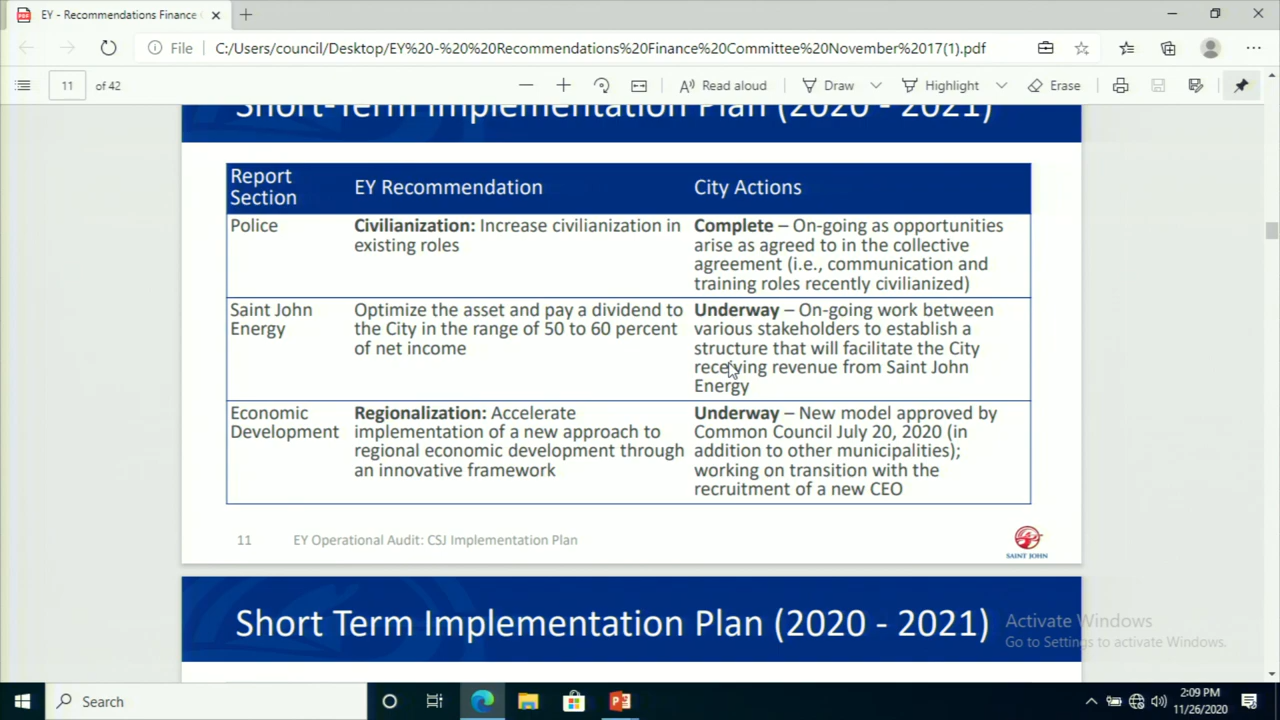 EY - Recommendations Finance
File
C:/Users/council/Desktop/EY%20-%20%20Recommendations%20Finance%20Committee%20November%2017(1).pdf
11 of 42
Read aloud
Draw
Highlight
Erase
Short-Term Implementation Plan (2020 - 2021)
Report
Section
EY Recommendation
City Actions
Police
Civilianization: Increase civilianization in
existing roles
Complete – On-going as opportunities
arise as agreed to in the collective
agreement (i.e., communication and
training roles recently civilianized)
Saint John
Energy
Optimize the asset and pay a dividend to
the City in the range of 50 to 60 percent
of net income
Underway – On-going work between
various stakeholders to establish a
structure that will facilitate the City
receiving revenue from Saint John
Energy
Economic
Development
Regionalization: Accelerate
implementation of a new approach to
regional economic development through
an innovative framework
Underway – New model approved by
Common Council July 20, 2020 (in
addition to other municipalities);
working on transition with the
recruitment of a new CEO
11
EY Operational Audit: CSJ Implementation Plan
SAINT JOHN
Short Term Implementation Plan (2020 - 2021)
Activate Windows
Go to Settings to activate Windows.
Search
2:09 PM
11/26/2020